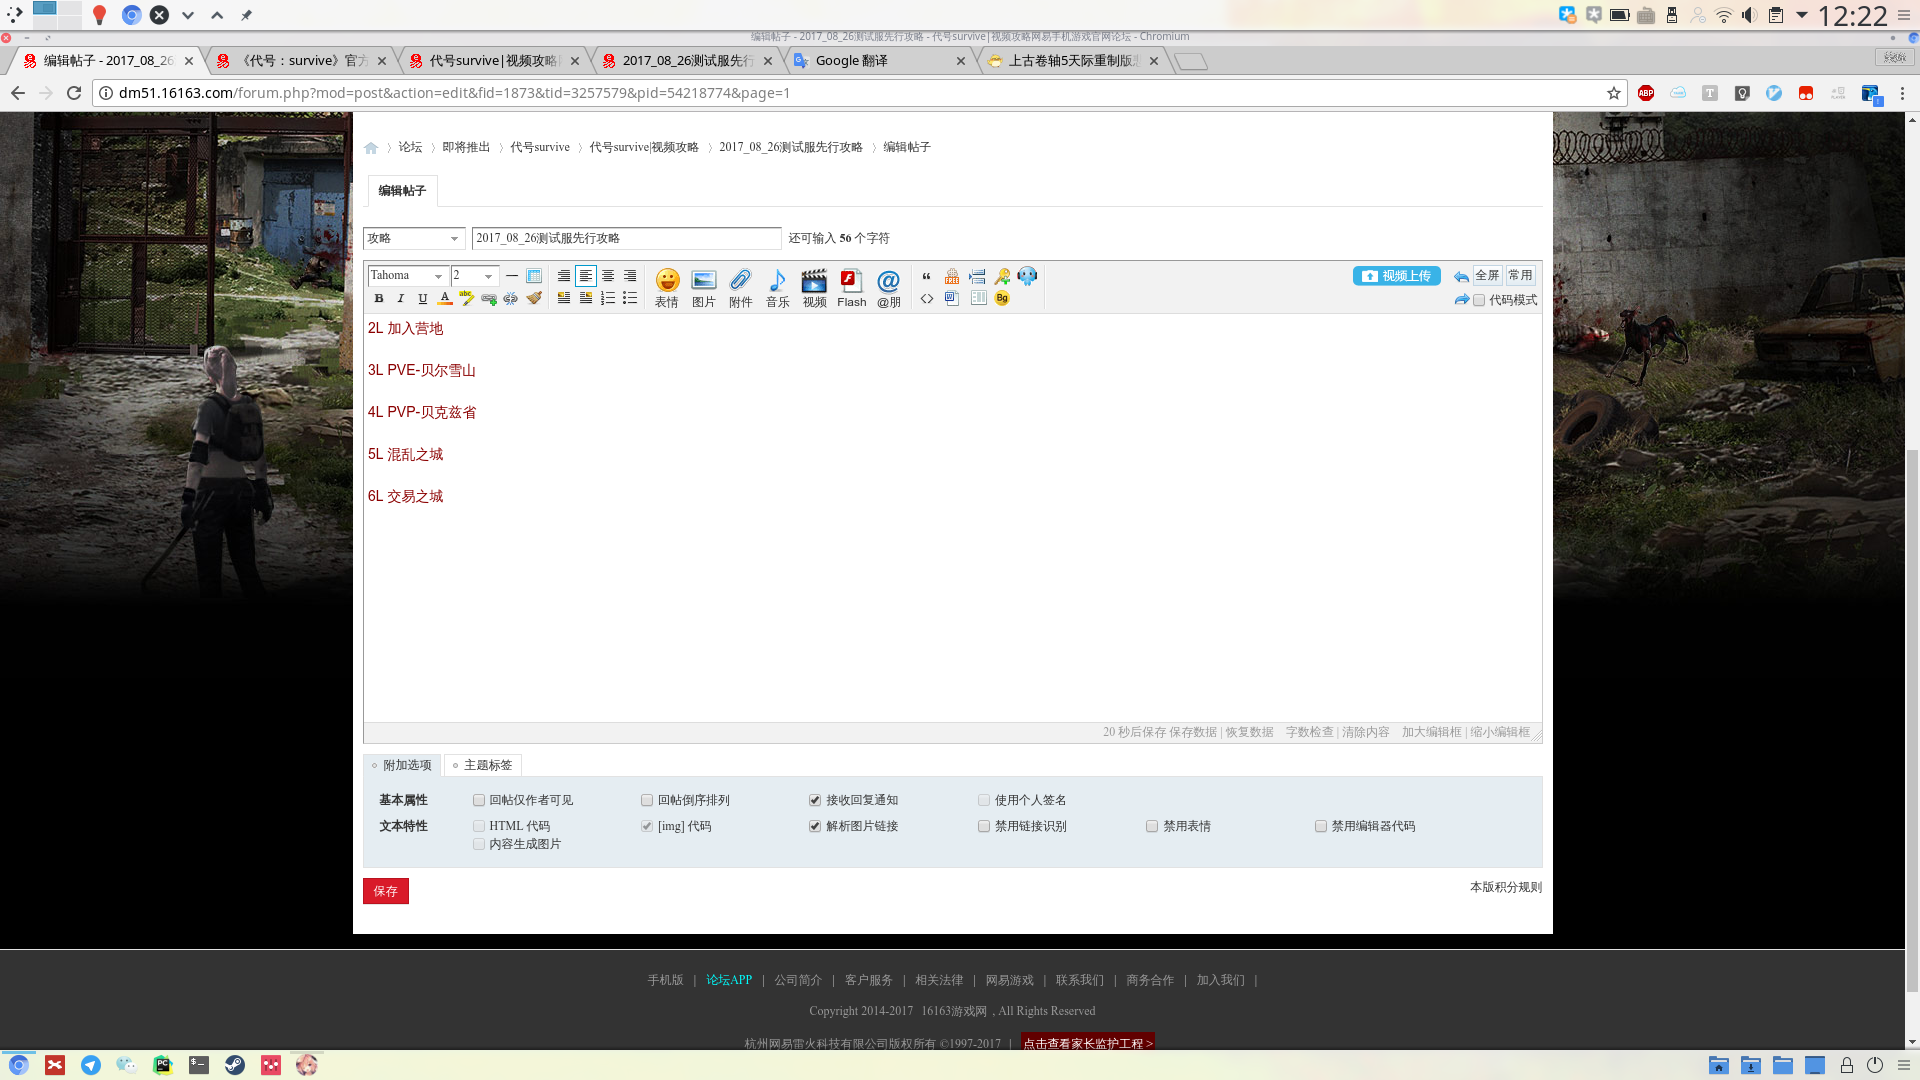 12:22
编辑帖子 - 2017_08_26测试服先行攻略 - 代号survive|视频攻略网易手机游戏官网论坛 - Chromium
编辑帖子 - 2017_08_26
《代号：survive》官方
代号survive|视频攻略
2017_08_26测试服先行
Google 翻译
上古卷轴5天际重制版
dm51.16163.com/forum.php?mod=post&action=edit&fid=1873&tid=3257579&pid=54218774&page=1
ABP
论坛 即将推出 代号survive 代号survive|视频攻略 2017_08_26测试服先行攻略 编辑帖子
编辑帖子
攻略 2017_08_26测试服先行攻略 还可输入 56 个字符
Tahoma 2
B I U A
表情 图片 附件 音乐 视频 Flash @朋
Bg
视频上传 全屏 常用
代码模式
2L 加入营地
3L PVE-贝尔雪山
4L PVP-贝克兹省
5L 混乱之城
6L 交易之城
20 秒后保存 保存数据 | 恢复数据 字数检查 | 清除内容 加大编辑框 | 缩小编辑框
附加选项 主题标签
基本属性 回帖仅作者可见 回帖倒序排列 接收回复通知 使用个人签名
文本特性 HTML 代码 [img] 代码 解析图片链接 禁用链接识别 禁用表情 禁用编辑器代码
内容生成图片
保存 本版积分规则
手机版 | 论坛APP | 公司简介 | 客户服务 | 相关法律 | 网易游戏 | 联系我们 | 商务合作 | 加入我们 |
Copyright 2014-2017 16163游戏网 , All Rights Reserved
杭州网易雷火科技有限公司版权所有 ©1997-2017 | 点击查看家长监护工程 >